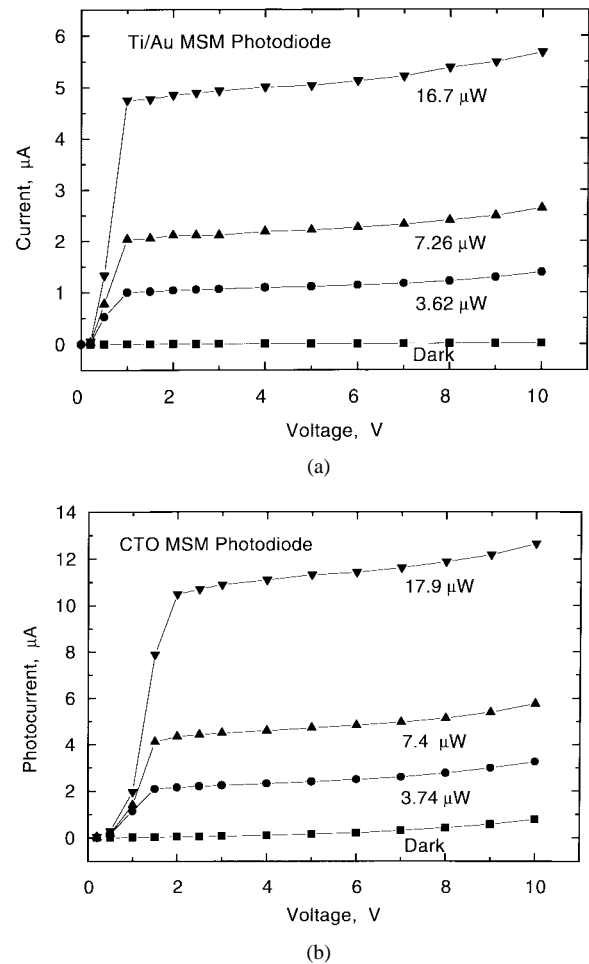 Ti/Au MSM Photodiode
6
5
4
3
2
1
0
Current, μA
16.7 μW
7.26 μW
3.62 μW
Dark
0 2 4 6 8 10
Voltage, V
(a)
CTO MSM Photodiode
14
12
10
8
6
4
2
0
Photocurrent, μA
17.9 μW
7.4 μW
3.74 μW
Dark
0 2 4 6 8 10
Voltage, V
(b)